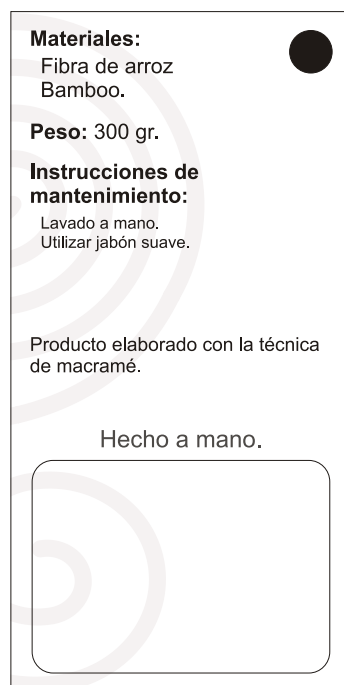 Materiales:
Fibra de arroz
Bamboo.
Peso: 300 gr.
Instrucciones de
mantenimiento:
Lavado a mano.
Utilizar jabón suave.
Producto elaborado con la técnica
de macramé.
Hecho a mano.